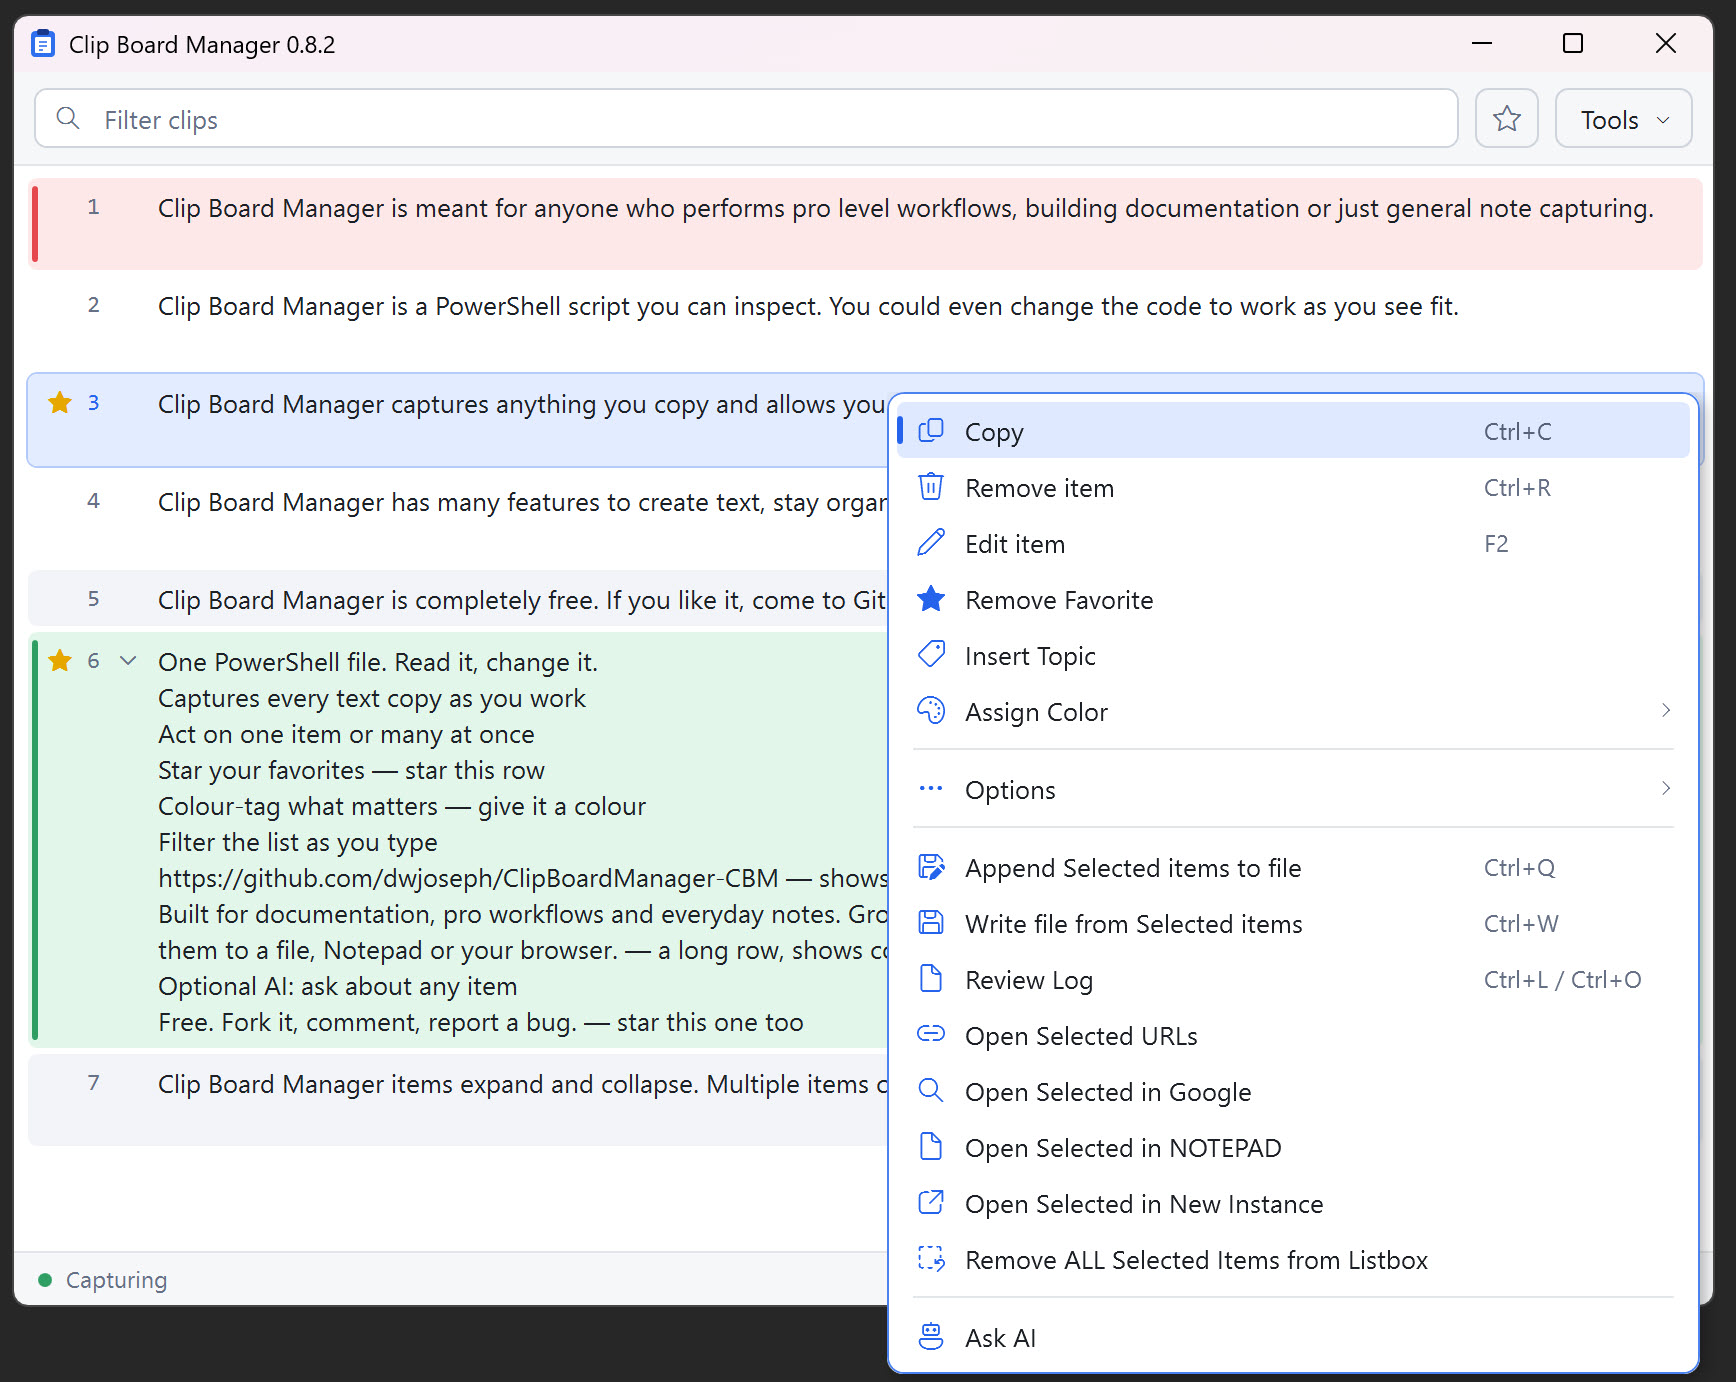 Clip Board Manager 0.8.2
Filter clips
Tools
1 Clip Board Manager is meant for anyone who performs pro level workflows, building documentation or just general note capturing.
2 Clip Board Manager is a PowerShell script you can inspect. You could even change the code to work as you see fit.
3 Clip Board Manager captures anything you copy and allows you
4 Clip Board Manager has many features to create text, stay
5 Clip Board Manager is completely free. If you like it, come to
6 One PowerShell file. Read it, change it.
Captures every text copy as you work
Act on one item or many at once
Star your favorites — star this row
Colour-tag what matters — give it a colour
Filter the list as you type
https://github.com/dwjoseph/ClipBoardManager-CBM — shows
Built for documentation, pro workflows and everyday notes.
them to a file, Notepad or your browser. — a long row, shows
Optional AI: ask about any item
Free. Fork it, comment, report a bug. — star this one too
7 Clip Board Manager items expand and collapse. Multiple items
Capturing
Copy Ctrl+C
Remove item Ctrl+R
Edit item F2
Remove Favorite
Insert Topic
Assign Color
Options
Append Selected items to file Ctrl+Q
Write file from Selected items Ctrl+W
Review Log Ctrl+L / Ctrl+O
Open Selected URLs
Open Selected in Google
Open Selected in NOTEPAD
Open Selected in New Instance
Remove ALL Selected Items from Listbox
Ask AI